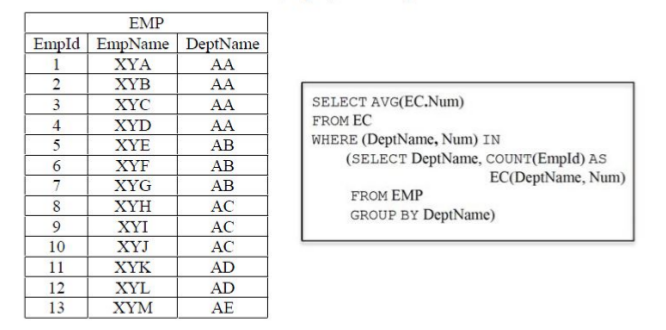 EMP
EmpId EmpName DeptName
1 XYA AA
2 XYB AA
3 XYC AA
4 XYD AA
5 XYE AB
6 XYF AB
7 XYG AB
8 XYH AC
9 XYI AC
10 XYJ AC
11 XYK AD
12 XYL AD
13 XYM AE
SELECT AVG(EC.Num)
FROM EC
WHERE (DeptName, Num) IN
(SELECT DeptName, COUNT(EmpId) AS
EC(DeptName, Num)
FROM EMP
GROUP BY DeptName)